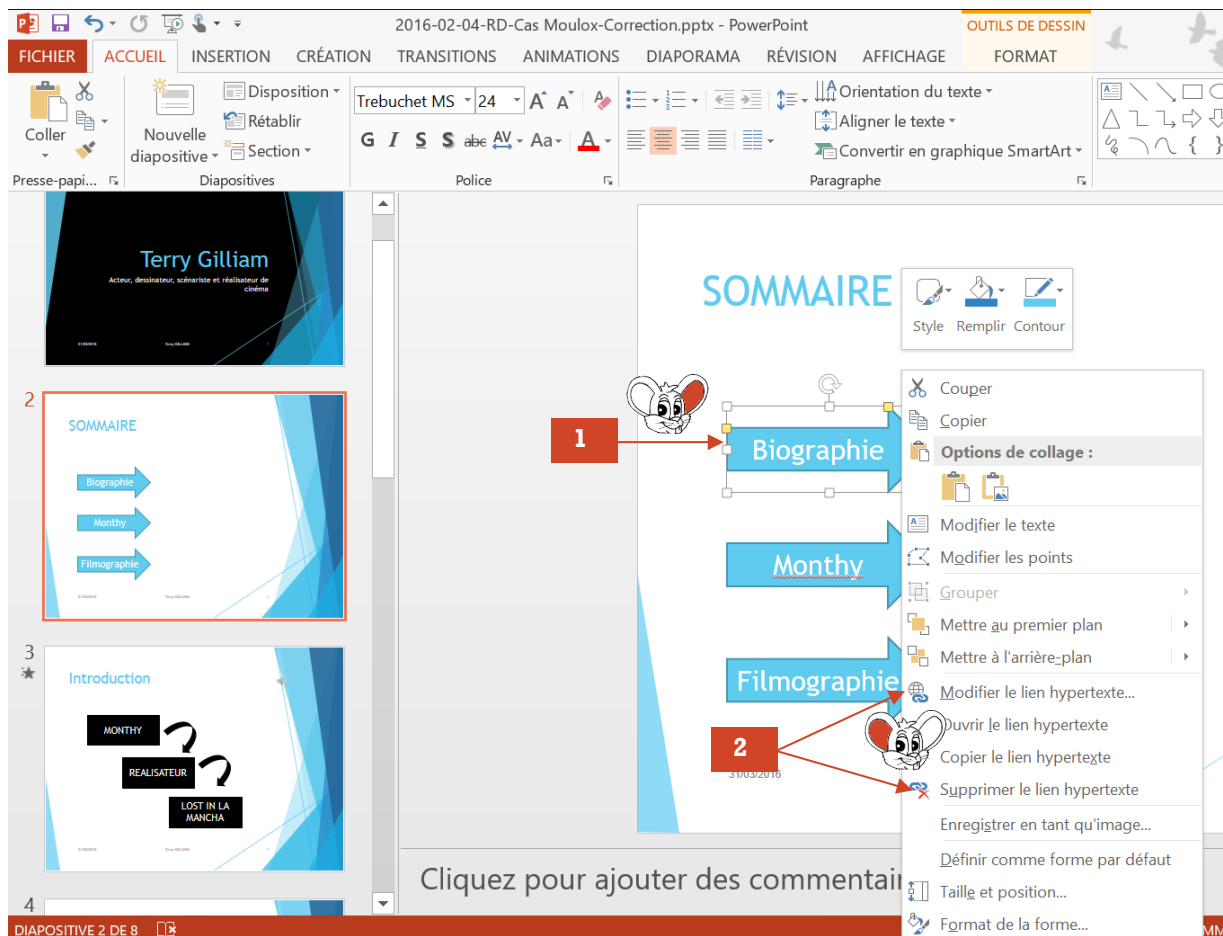 2016-02-04-RD-Cas Moulox-Correction.pptx - PowerPoint
OUTILS DE DESSIN
FICHIER ACCUEIL INSERTION CRÉATION TRANSITIONS ANIMATIONS DIAPORAMA RÉVISION AFFICHAGE FORMAT
Coller
Nouvelle
diapositive
Disposition
Rétablir
Section
Trebuchet MS 24
G I S S abc AV Aa A
Orientation du texte
Aligner le texte
Convertir en graphique SmartArt
Presse-papi... Diapositives Police Paragraphe
Terry Gilliam
Acteur, dessinateur, scénariste et réalisateur de
cinéma
2
SOMMAIRE
Biographie
Monthy
Filmographie
3
Introduction
MONTHY
REALISATEUR
LOST IN LA
MANCHA
4
SOMMAIRE
Style Remplir Contour
1
Biographie
Monthy
Filmographie
2
31/03/2016
Couper
Copier
Options de collage :
Modifier le texte
Modifier les points
Grouper
Mettre au premier plan
Mettre à l'arrière-plan
Modifier le lien hypertexte...
Ouvrir le lien hypertexte
Copier le lien hypertexte
Supprimer le lien hypertexte
Enregistrer en tant qu'image...
Définir comme forme par défaut
Taille et position...
Format de la forme...
Cliquez pour ajouter des commentair
DIAPOSITIVE 2 DE 8